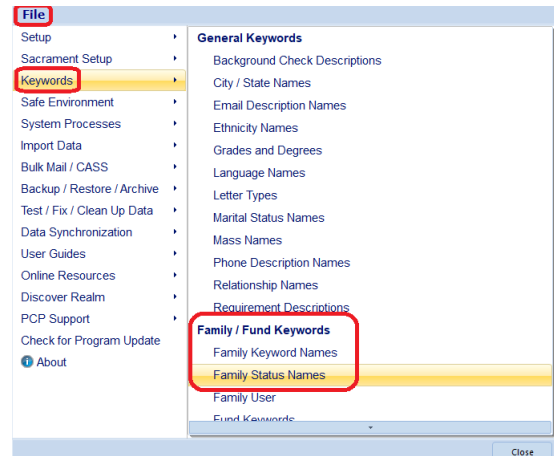 File
Setup
Sacrament Setup
Keywords
Safe Environment
System Processes
Import Data
Bulk Mail / CASS
Backup / Restore / Archive
Test / Fix / Clean Up Data
Data Synchronization
User Guides
Online Resources
Discover Realm
PCP Support
Check for Program Update
About
General Keywords
Background Check Descriptions
City / State Names
Email Description Names
Ethnicity Names
Grades and Degrees
Language Names
Letter Types
Marital Status Names
Mass Names
Phone Description Names
Relationship Names
Requirement Descriptions
Family / Fund Keywords
Family Keyword Names
Family Status Names
Family User
Fund Keywords
Close